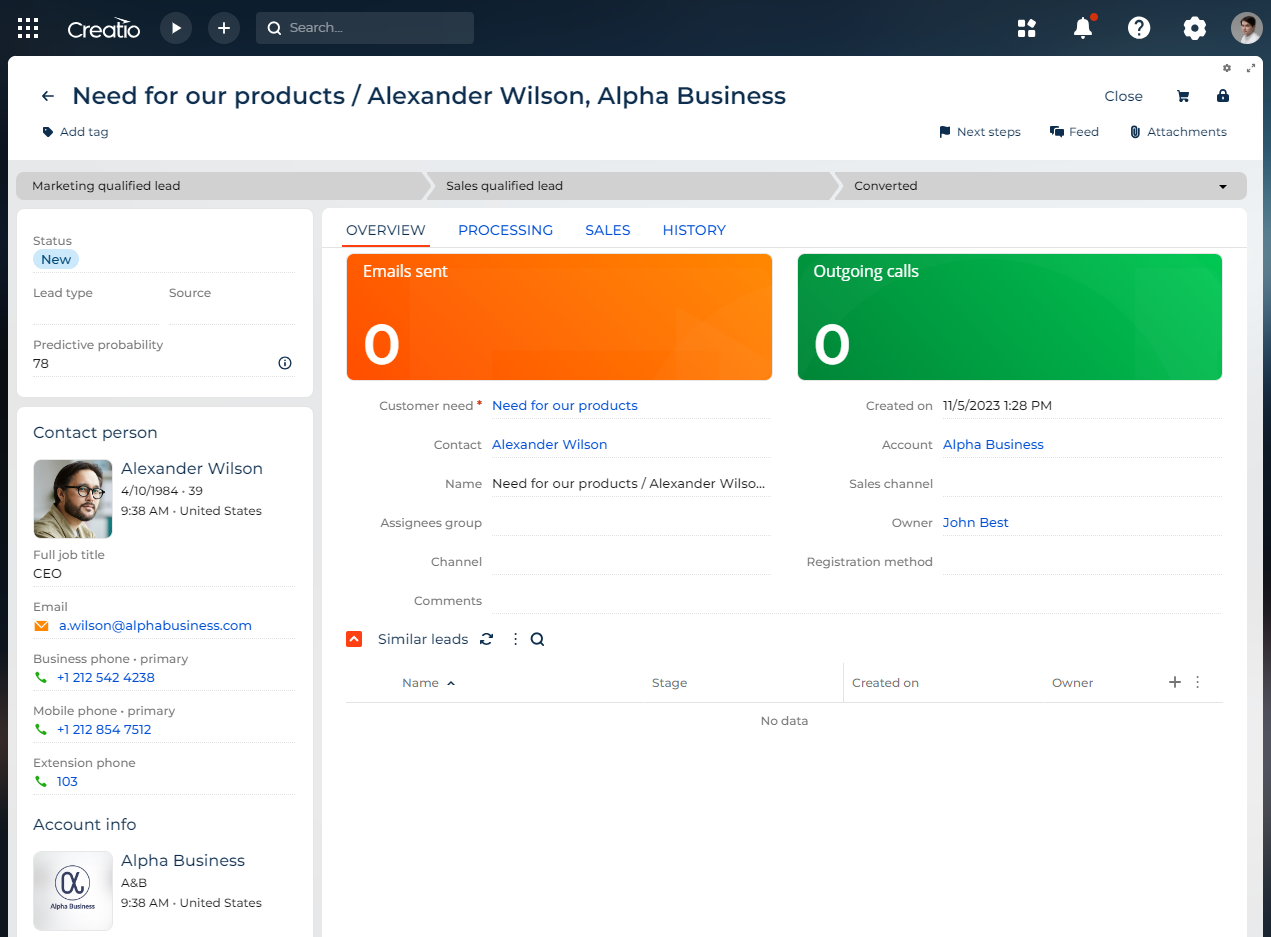 Creatio
Search...
Need for our products / Alexander Wilson, Alpha Business
Close
Add tag
Next steps
Feed
Attachments
Marketing qualified lead
Sales qualified lead
Converted
Status
New
Lead type
Source
Predictive probability
78
Contact person
Alexander Wilson
4/10/1984 • 39
9:38 AM • United States
Full job title
CEO
Email
a.wilson@alphabusiness.com
Business phone • primary
+1 212 542 4238
Mobile phone • primary
+1 212 854 7512
Extension phone
103
Account info
Alpha Business
Alpha Business
A&B
9:38 AM • United States
OVERVIEW
PROCESSING
SALES
HISTORY
Emails sent
0
Outgoing calls
0
Customer need * Need for our products
Created on 11/5/2023 1:28 PM
Contact Alexander Wilson
Account Alpha Business
Name Need for our products / Alexander Wilso...
Sales channel
Assignees group
Owner John Best
Channel
Registration method
Comments
Similar leads
Name
Stage
Created on
Owner
No data